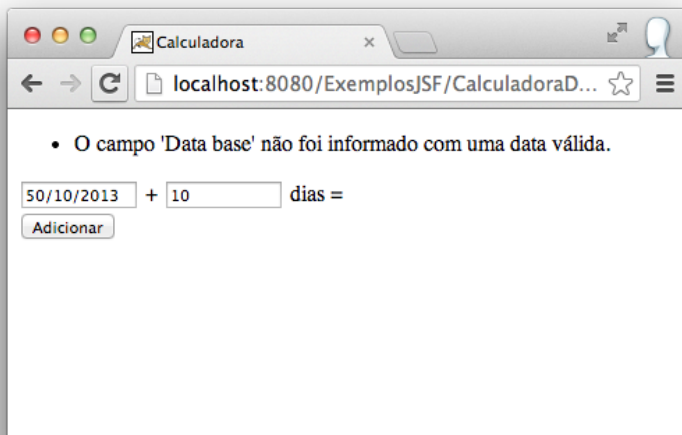 Calculadora
localhost:8080/ExemplosJSF/CalculadoraD...
O campo 'Data base' não foi informado com uma data válida.
50/10/2013 + 10 dias =
Adicionar